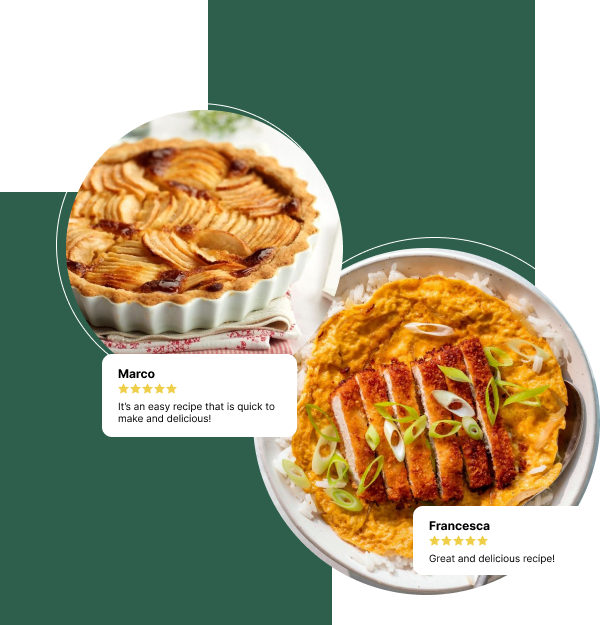 Marco
It's an easy recipe that is quick to
make and delicious!
Francesca
Great and delicious recipe!